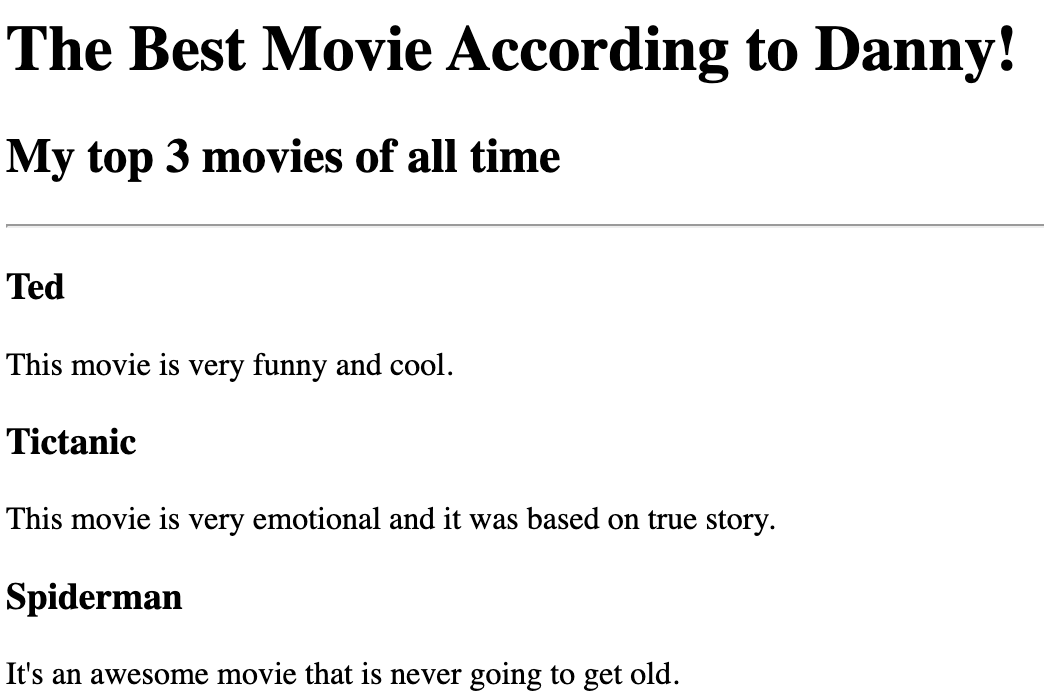 The Best Movie According to Danny!
My top 3 movies of all time
Ted
This movie is very funny and cool.
Tictanic
This movie is very emotional and it was based on true story.
Spiderman
It's an awesome movie that is never going to get old.